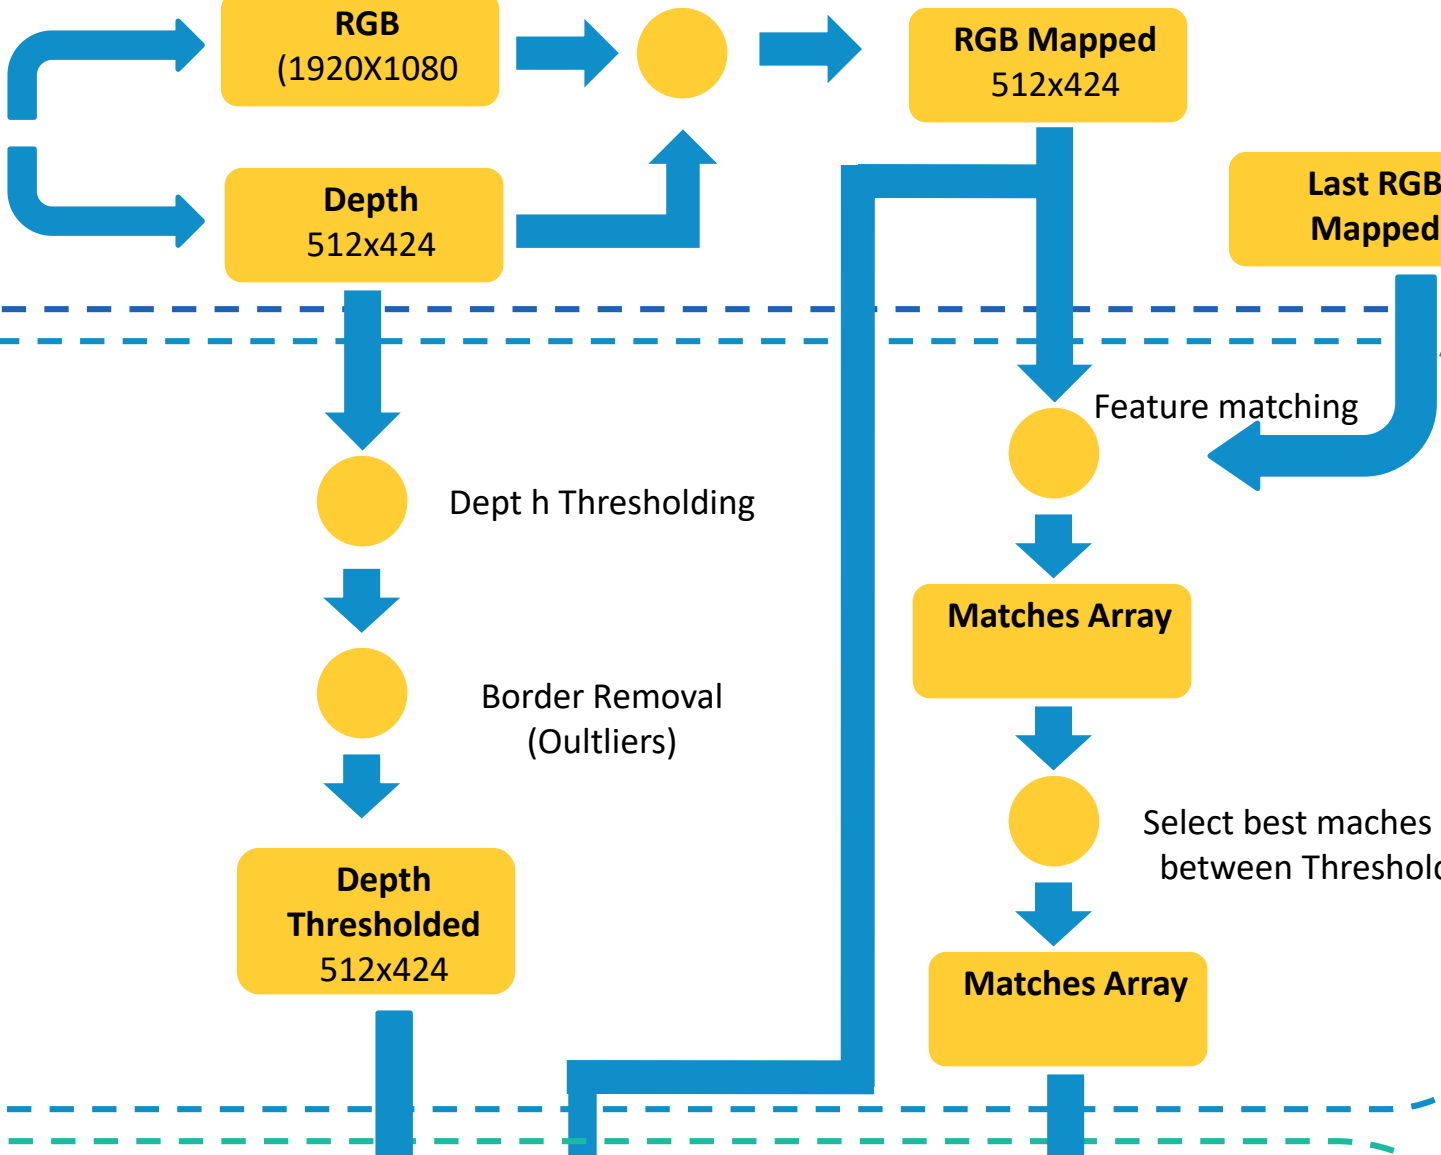 RGB
(1920X1080
RGB Mapped
512x424
Depth
512x424
Last RGB
Mapped
Feature matching
Dept h Thresholding
Matches Array
Border Removal
(Oultliers)
Select best maches
between Threshold
Depth
Thresholded
512x424
Matches Array